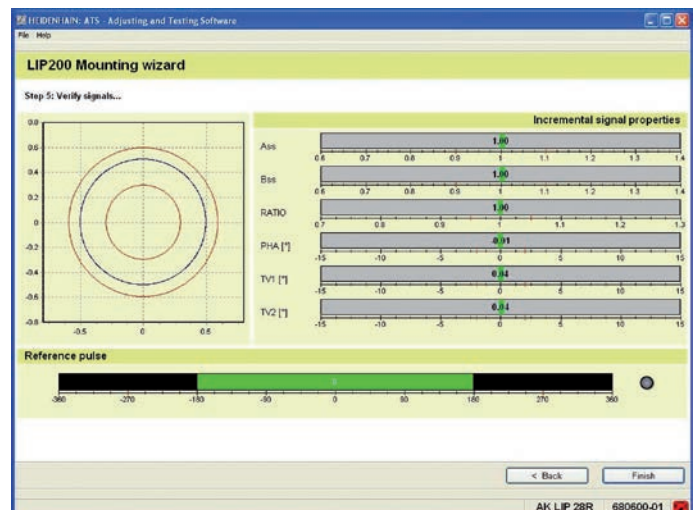 HEIDENHAIN: ATS - Adjusting and Testing Software
File Help
LIP200 Mounting wizard
Step 5: Verify signals...
Incremental signal properties
0.8
0.6
0.4
0.2
0
-0.2
-0.4
-0.6
-0.8
-0.5 0 0.5
Ass 1.00
0.6 0.7 0.8 0.9 1 1.1 1.2 1.3 1.4
Bss 1.00
0.6 0.7 0.8 0.9 1 1.1 1.2 1.3 1.4
RATIO 1.00
0.7 0.8 0.9 1 1.1 1.2 1.3
PHA [°] -0.01
-15 -10 -5 0 5 10 15
TV1 [°] 0.04
-15 -10 -5 0 5 10 15
TV2 [°] 0.04
-15 -10 -5 0 5 10 15
Reference pulse
-360 -270 -180 -90 0 90 180 270 360
< Back Finish
AK LIP 28R 680600-01